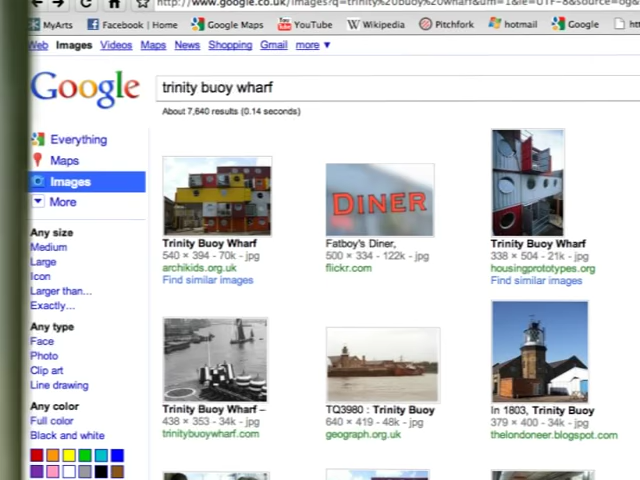 http://www.google.co.uk/images?q=trinity%20buoy%20wharf&um=1&ie=UTF-8&source=og&
MyArts
Facebook | Home
Google Maps
YouTube
Wikipedia
Pitchfork
hotmail
Google
Web Images Videos Maps News Shopping Gmail more ▼
Google
trinity buoy wharf
About 7,640 results (0.14 seconds)
Everything
Maps
Images
More
Any size
Medium
Large
Icon
Larger than...
Exactly...
Any type
Face
Photo
Clip art
Line drawing
Any color
Full color
Black and white
Trinity Buoy Wharf
540 × 394 - 70k - jpg
archikids.org.uk
Find similar images
DINER
Fatboy's Diner,
500 × 334 - 122k - jpg
flickr.com
Trinity Buoy Wharf
338 × 504 - 21k - jpg
housingprototypes.org
Find similar images
Trinity Buoy Wharf –
438 × 353 - 34k - jpg
trinitybuoywharf.com
TQ3980 : Trinity Buoy
640 × 419 - 48k - jpg
geograph.org.uk
In 1803, Trinity Buoy
379 × 400 - 34k - jpg
thelondoneer.blogspot.com